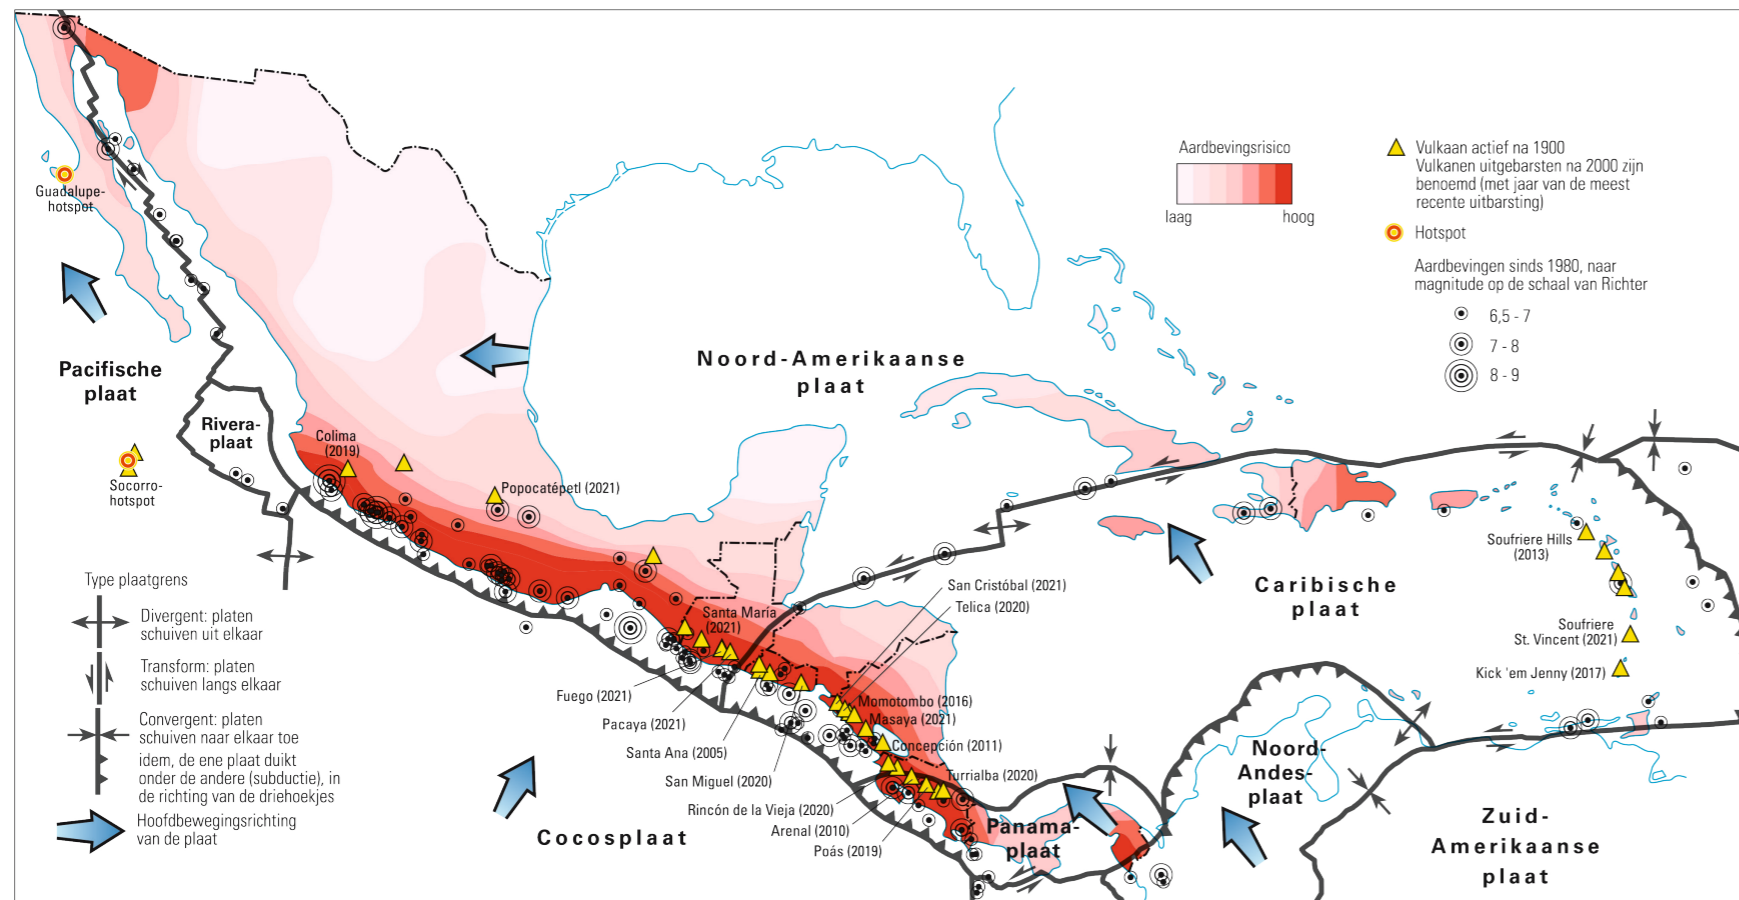 Guadalupe-
hotspot
Pacifische
plaat
Rivera-
plaat
Socorro-
hotspot
Colima
(2019)
Popocatépetl (2021)
Noord-Amerikaanse
plaat
Aardbevingsrisico
laag
hoog
Vulkaan actief na 1900
Vulkanen uitgebarsten na 2000 zijn
benoemd (met jaar van de meest
recente uitbarsting)
Hotspot
Aardbevingen sinds 1980, naar
magnitude op de schaal van Richter
6,5 - 7
7 - 8
8 - 9
Type plaatgrens
Divergent: platen
schuiven uit elkaar
Transform: platen
schuiven langs elkaar
Convergent: platen
schuiven naar elkaar toe
idem, de ene plaat duikt
onder de andere (subductie), in
de richting van de driehoekjes
Hoofdbewegingsrichting
van de plaat
Santa María
(2021)
Fuego (2021)
Pacaya (2021)
Santa Ana (2005)
San Miguel (2020)
Rincón de la Vieja (2020)
Arenal (2010)
Poás (2019)
San Cristóbal (2021)
Telica (2020)
Momotombo (2016)
Masaya (2021)
Concepción (2011)
Turrialba (2020)
Cocosplaat
Panama-
plaat
Noord-
Andes-
plaat
Caribische
plaat
Soufriere Hills
(2013)
Soufriere
St. Vincent (2021)
Kick 'em Jenny (2017)
Zuid-
Amerikaanse
plaat